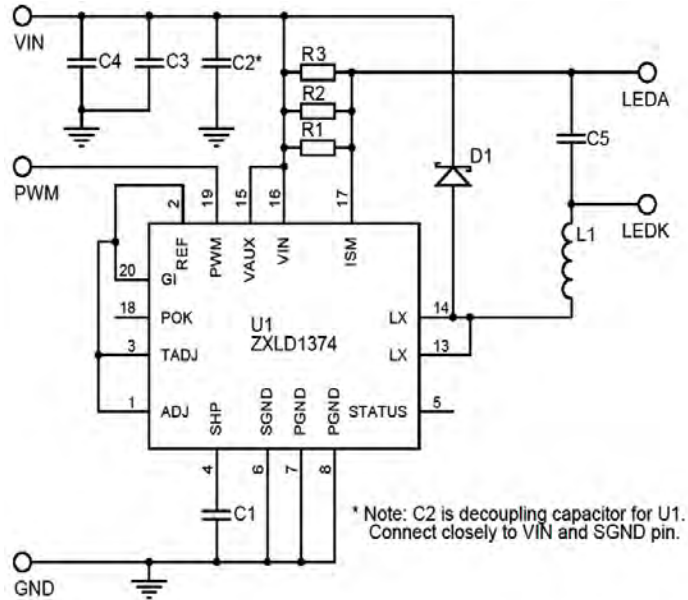 VIN
C4
C3
C2*
R3
R2
R1
LEDA
C5
D1
LEDK
L1
PWM
2
19
15
16
17
REF
PWM
VAUX
VIN
ISM
20
GI
18
POK
U1
ZXLD1374
LX
14
3
TADJ
LX
13
1
ADJ
SHP
SGND
PGND
PGND
STATUS
5
4
6
7
8
C1
* Note: C2 is decoupling capacitor for U1.
Connect closely to VIN and SGND pin.
GND